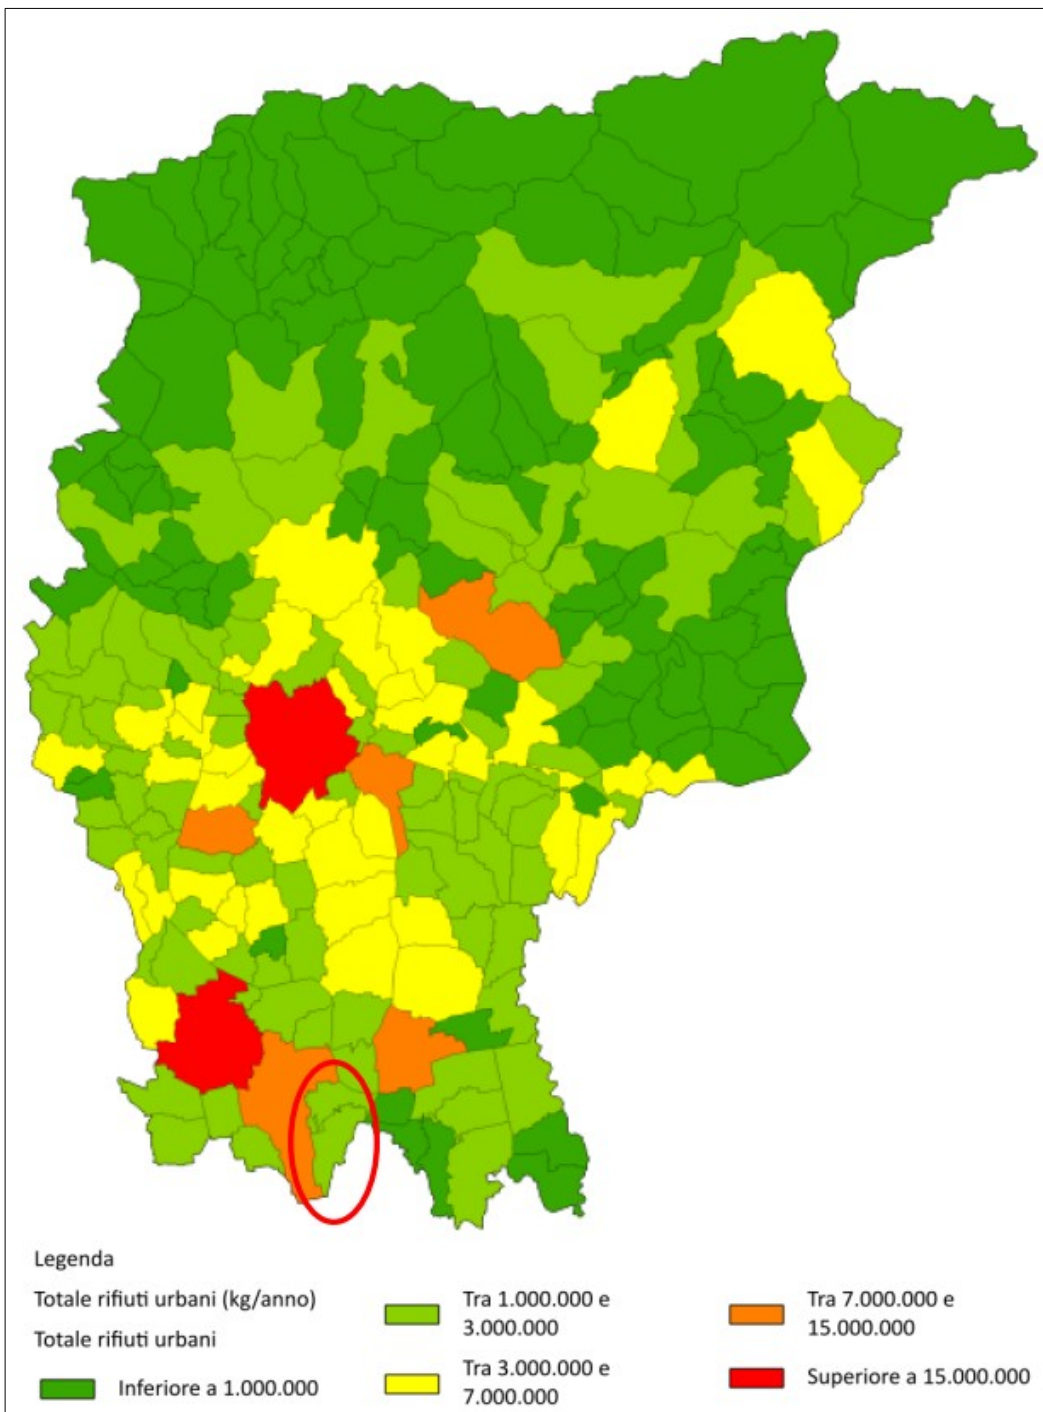 Legenda
Totale rifiuti urbani (kg/anno)
Totale rifiuti urbani
Inferiore a 1.000.000
Tra 1.000.000 e
3.000.000
Tra 3.000.000 e
7.000.000
Tra 7.000.000 e
15.000.000
Superiore a 15.000.000